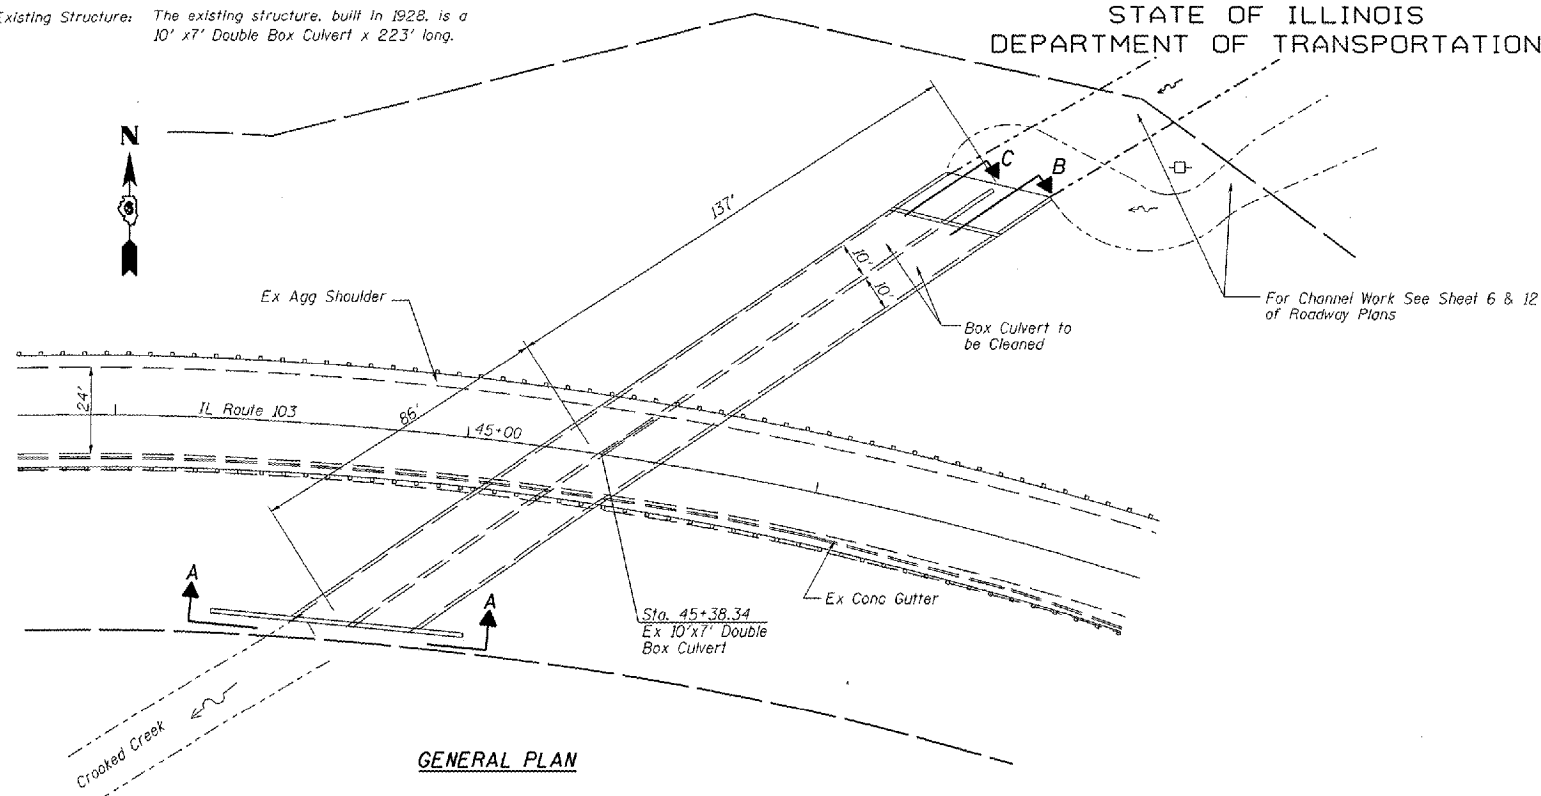 Existing Structure: The existing structure, built in 1928, is a
10' x7' Double Box Culvert x 223' long.
STATE OF ILLINOIS
DEPARTMENT OF TRANSPORTATION
N
C
B
137'
10'
10'
Ex Agg Shoulder
For Channel Work See Sheet 6 & 12
of Roadway Plans
Box Culvert to
be Cleaned
24'
IL Route 103
86'
45+00
A
A
Ex Conc Gutter
Sta. 45+38.34
Ex 10'x7' Double
Box Culvert
Crooked Creek
GENERAL PLAN